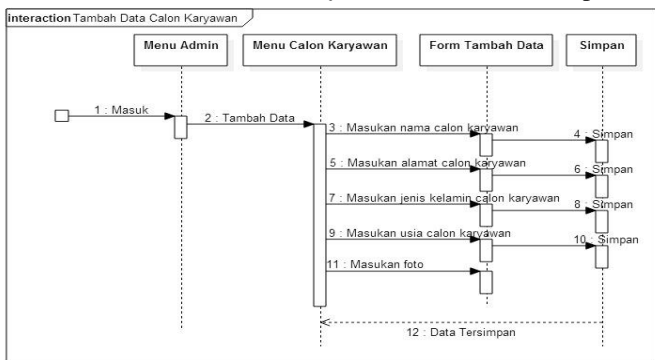 interaction Tambah Data Calon Karyawan
Menu Admin
Menu Calon Karyawan
Form Tambah Data
Simpan
1 : Masuk
2 : Tambah Data
3 : Masukan nama calon karyawan
4 : Simpan
5 : Masukan alamat calon karyawan
6 : Simpan
7 : Masukan jenis kelamin calon karyawan
8 : Simpan
9 : Masukan usia calon karyawan
10 : Simpan
11 : Masukan foto
12 : Data Tersimpan